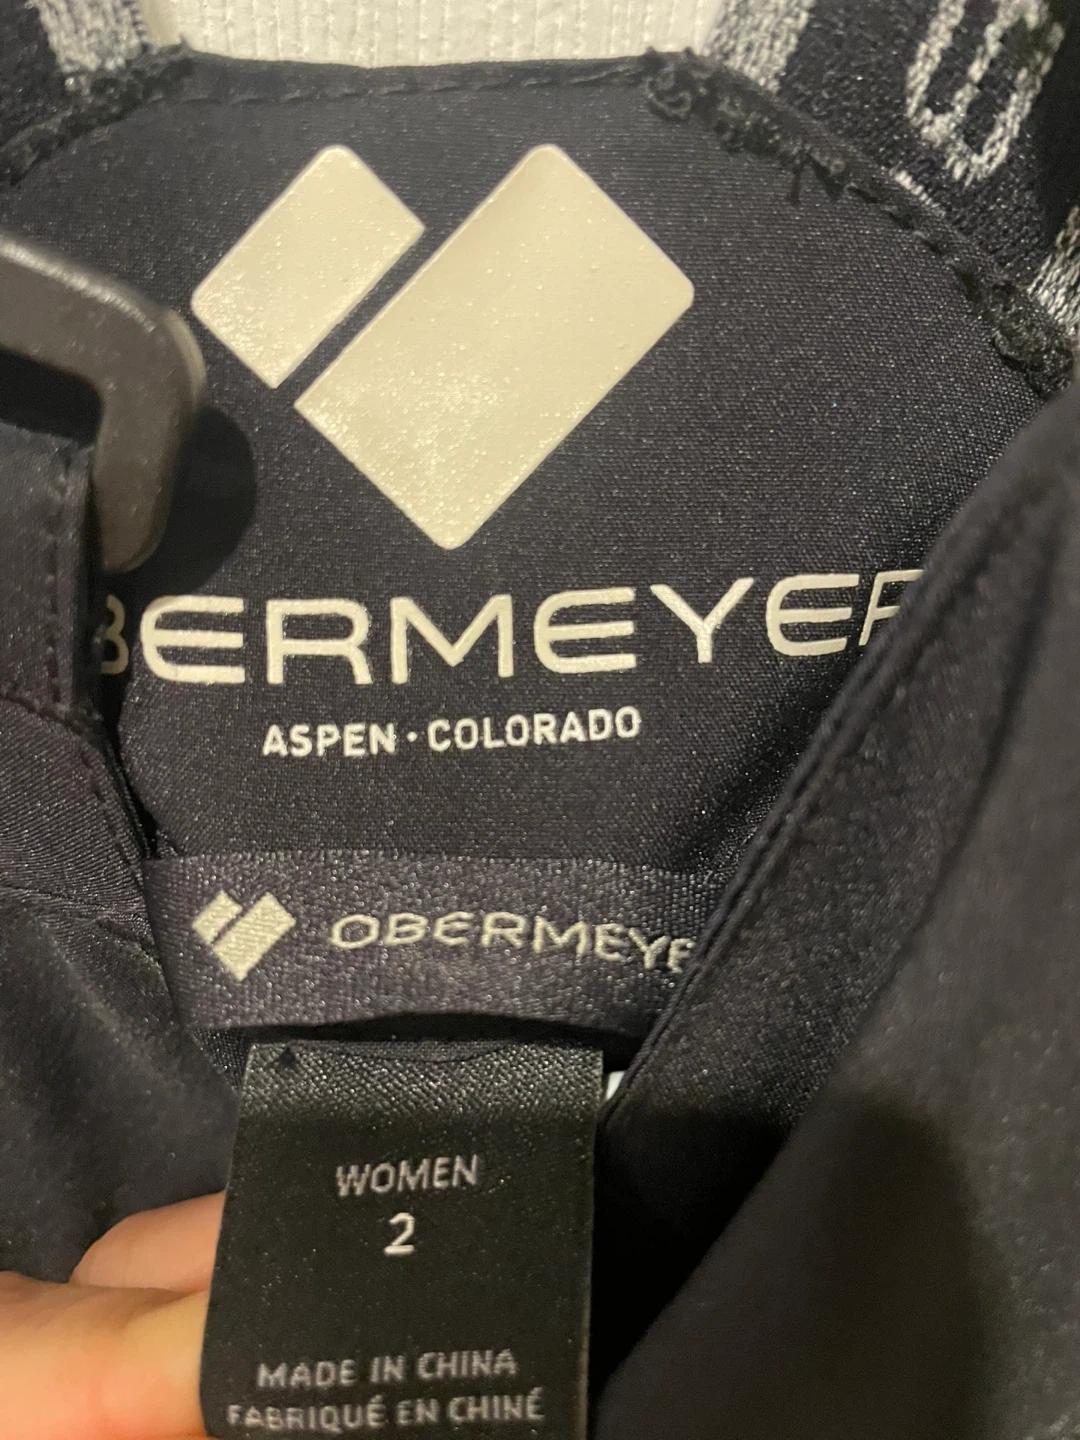 BERMEYER
ASPEN · COLORADO
OBERMEYE
WOMEN
2
MADE IN CHINA
FABRIQUÉ EN CHINÉ